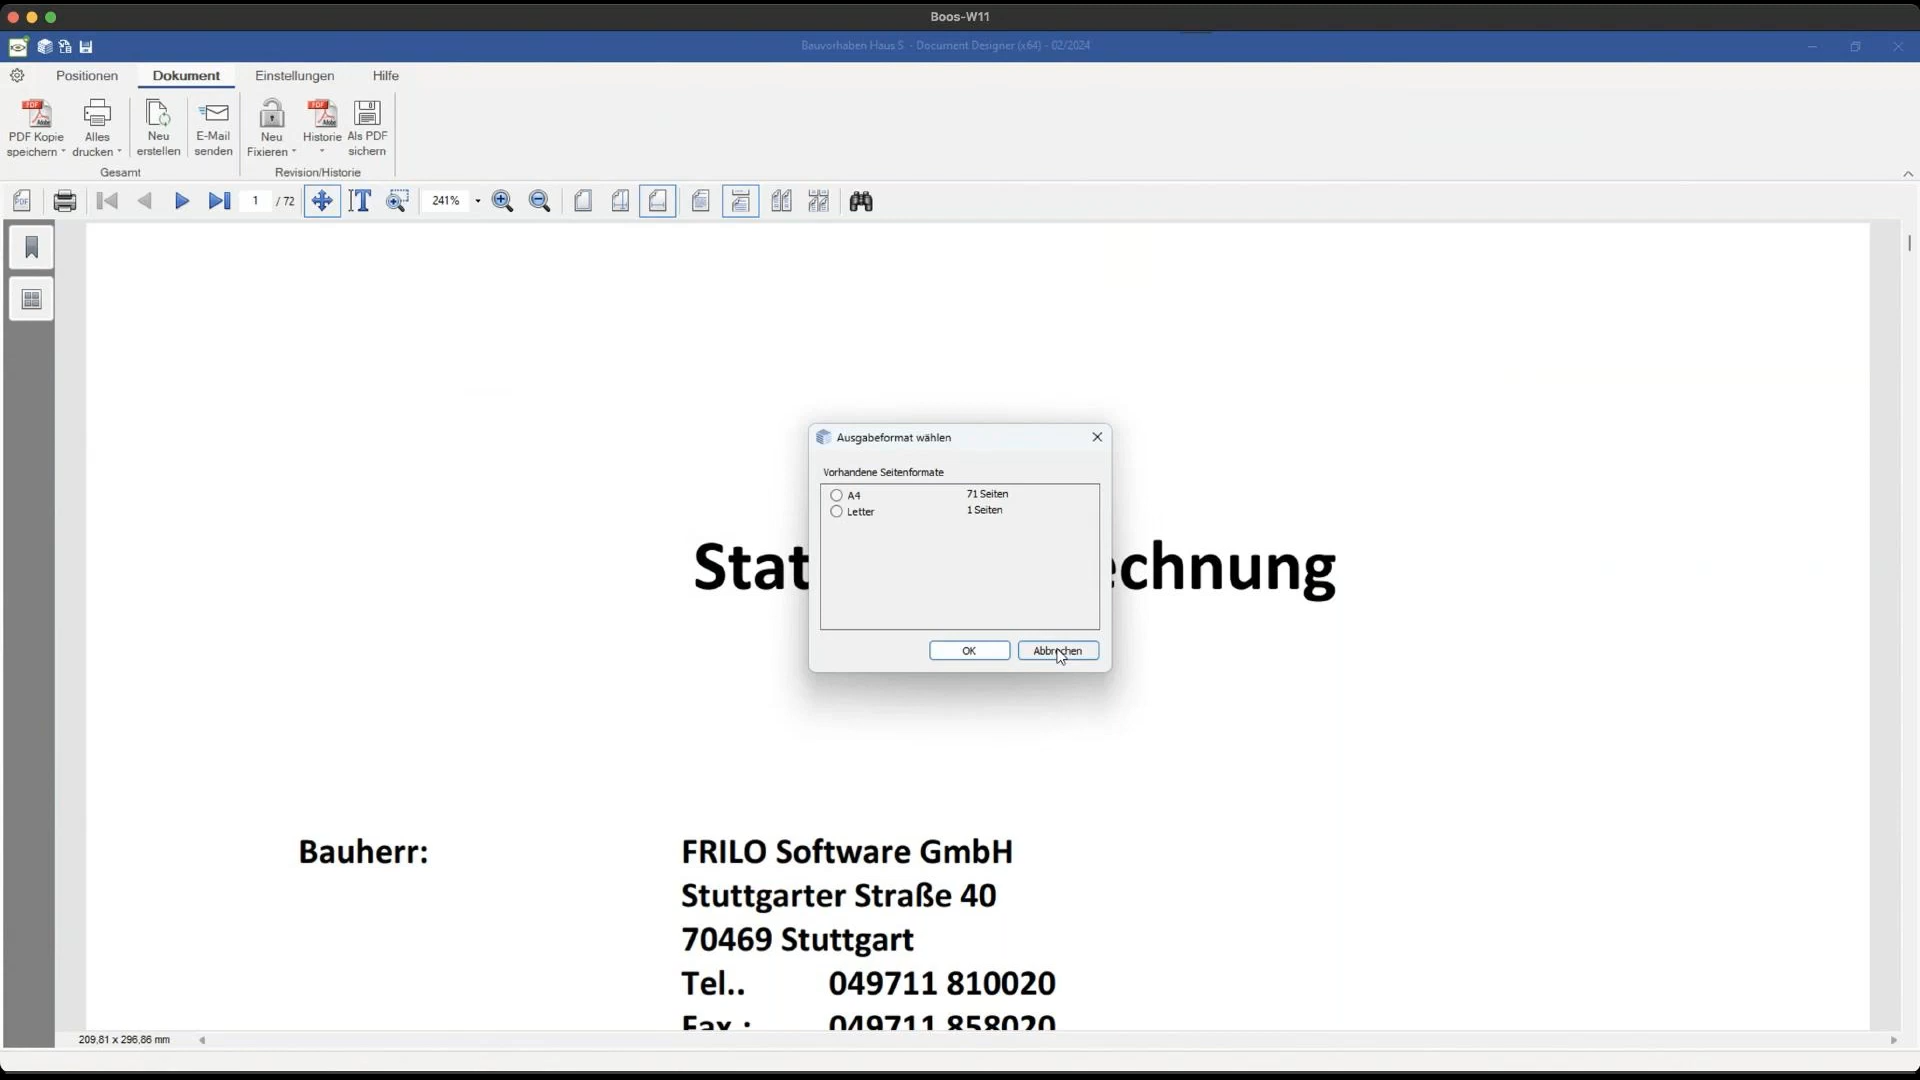 Boos-W11
Bauvorhaben Haus S - Document Designer (x64) - 02/2024
Positionen Dokument Einstellungen Hilfe
PDF Kopie speichern
Alles drucken
Neu erstellen
E-Mail senden
Neu Fixieren
Historie
Als PDF sichern
Gesamt
Revision/Historie
1 / 72
241%
Ausgabeformat wählen
Vorhandene Seitenformate
A4 71 Seiten
Letter 1 Seiten
OK Abbrechen
Stat echnung
Bauherr: FRILO Software GmbH
Stuttgarter Straße 40
70469 Stuttgart
Tel.. 049711 810020
Fax : 049711 858020
209,81 x 296,86 mm